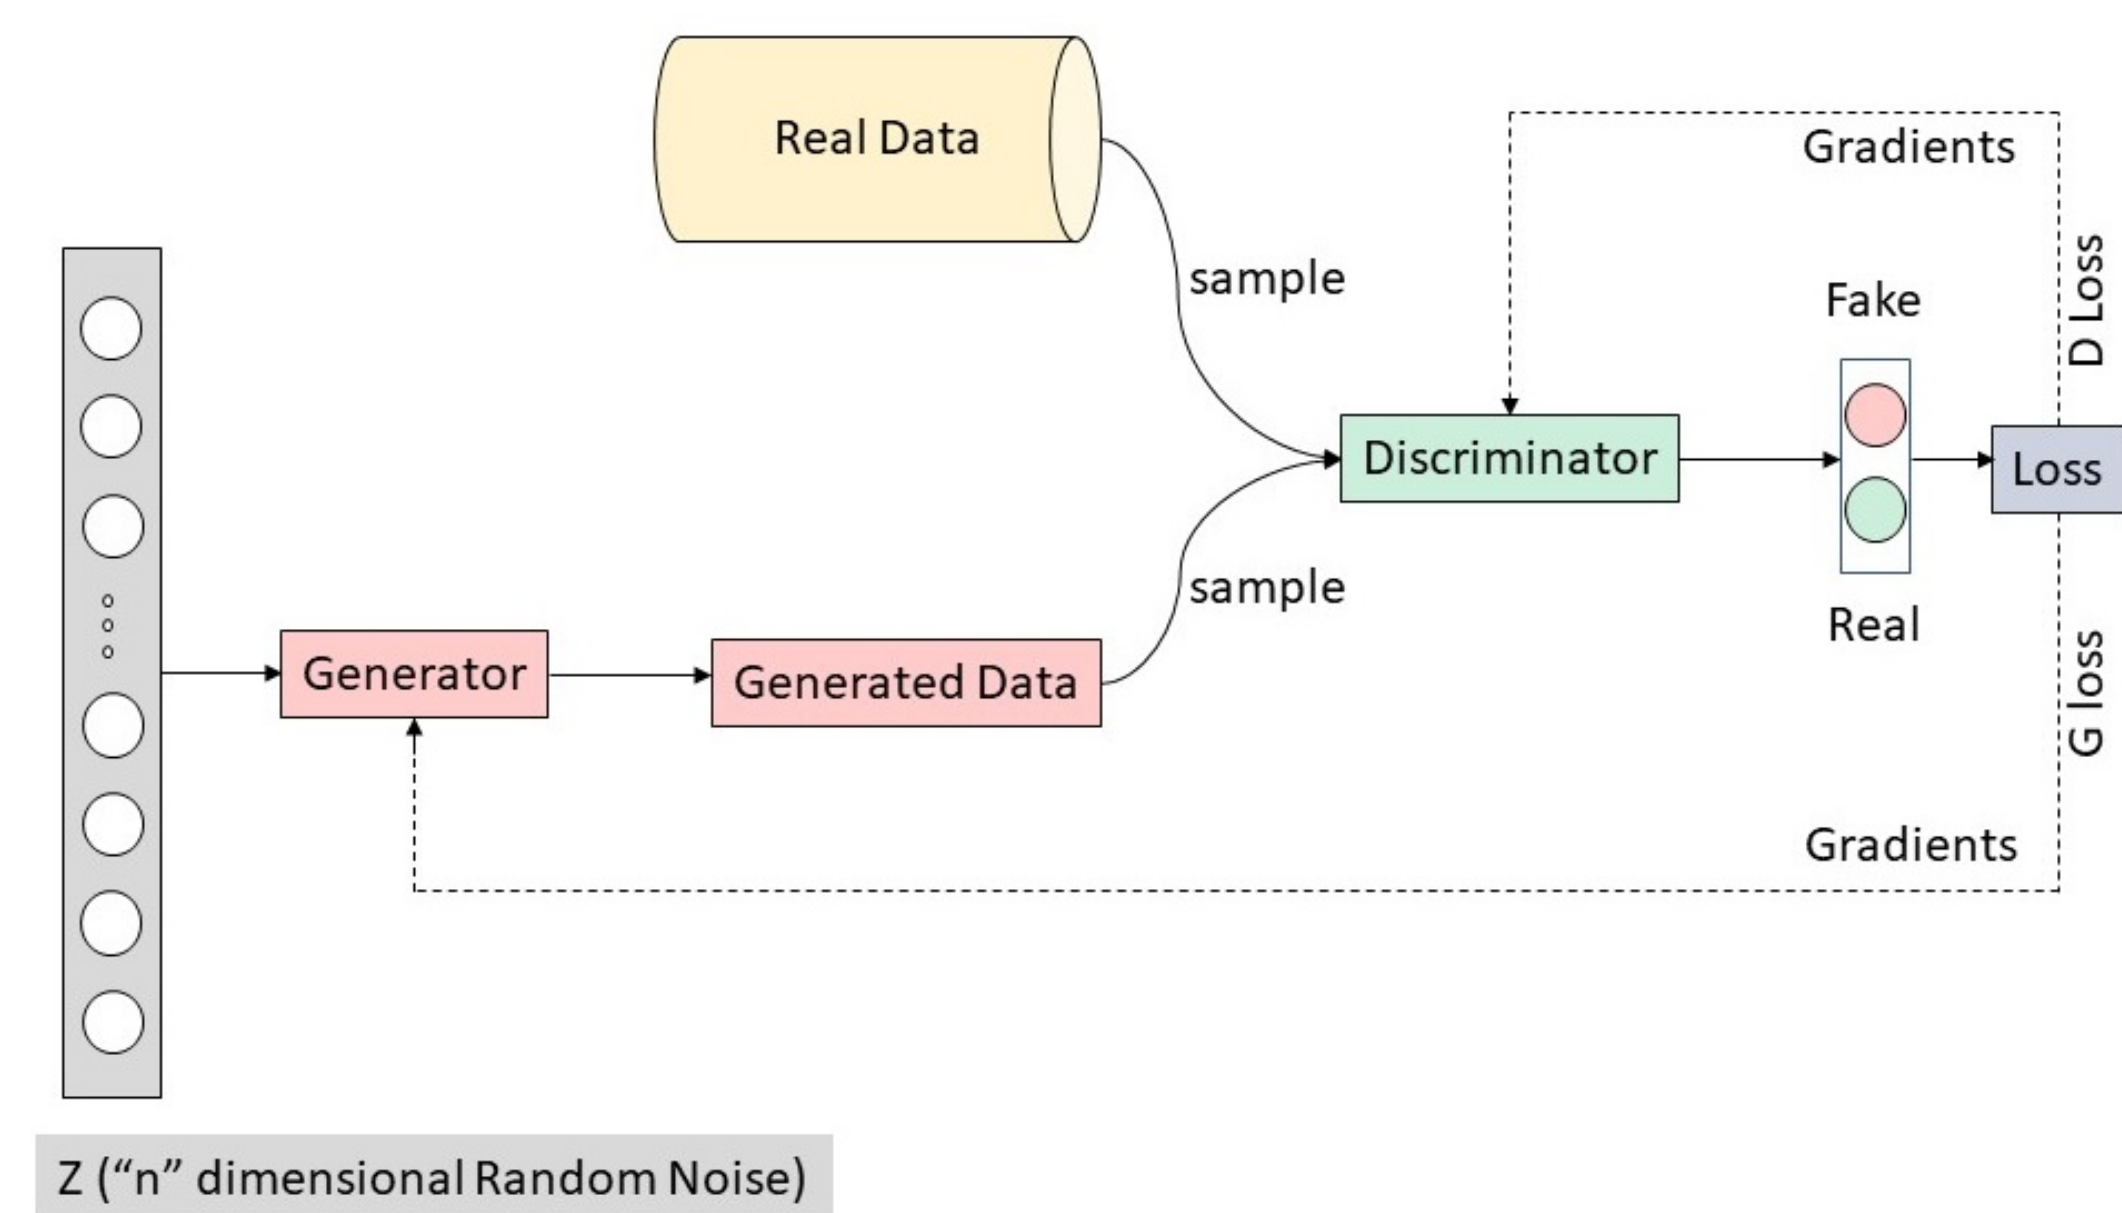 Real Data
Gradients
sample
D Loss
Fake
Discriminator
Loss
sample
Real
Generator
Generated Data
G loss
Gradients
Z (“n” dimensional Random Noise)